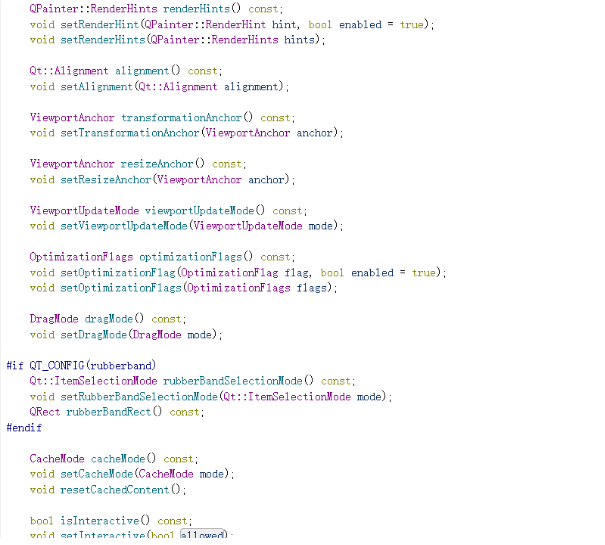 QPainter::RenderHints renderHints() const;
void setRenderHint(QPainter::RenderHint hint, bool enabled = true);
void setRenderHints(QPainter::RenderHints hints);
Qt::Alignment alignment() const;
void setAlignment(Qt::Alignment alignment);
ViewportAnchor transformationAnchor() const;
void setTransformationAnchor(ViewportAnchor anchor);
ViewportAnchor resizeAnchor() const;
void setResizeAnchor(ViewportAnchor anchor);
ViewportUpdateMode viewportUpdateMode() const;
void setViewportUpdateMode(ViewportUpdateMode mode);
OptimizationFlags optimizationFlags() const;
void setOptimizationFlag(OptimizationFlag flag, bool enabled = true);
void setOptimizationFlags(OptimizationFlags flags);
DragMode dragMode() const;
void setDragMode(DragMode mode);
#if QT_CONFIG(rubberband)
Qt::ItemSelectionMode rubberBandSelectionMode() const;
void setRubberBandSelectionMode(Qt::ItemSelectionMode mode);
QRect rubberBandRect() const;
#endif
CacheMode cacheMode() const;
void setCacheMode(CacheMode mode);
void resetCachedContent();
bool isInteractive() const;
void setInteractive(bool allowed);